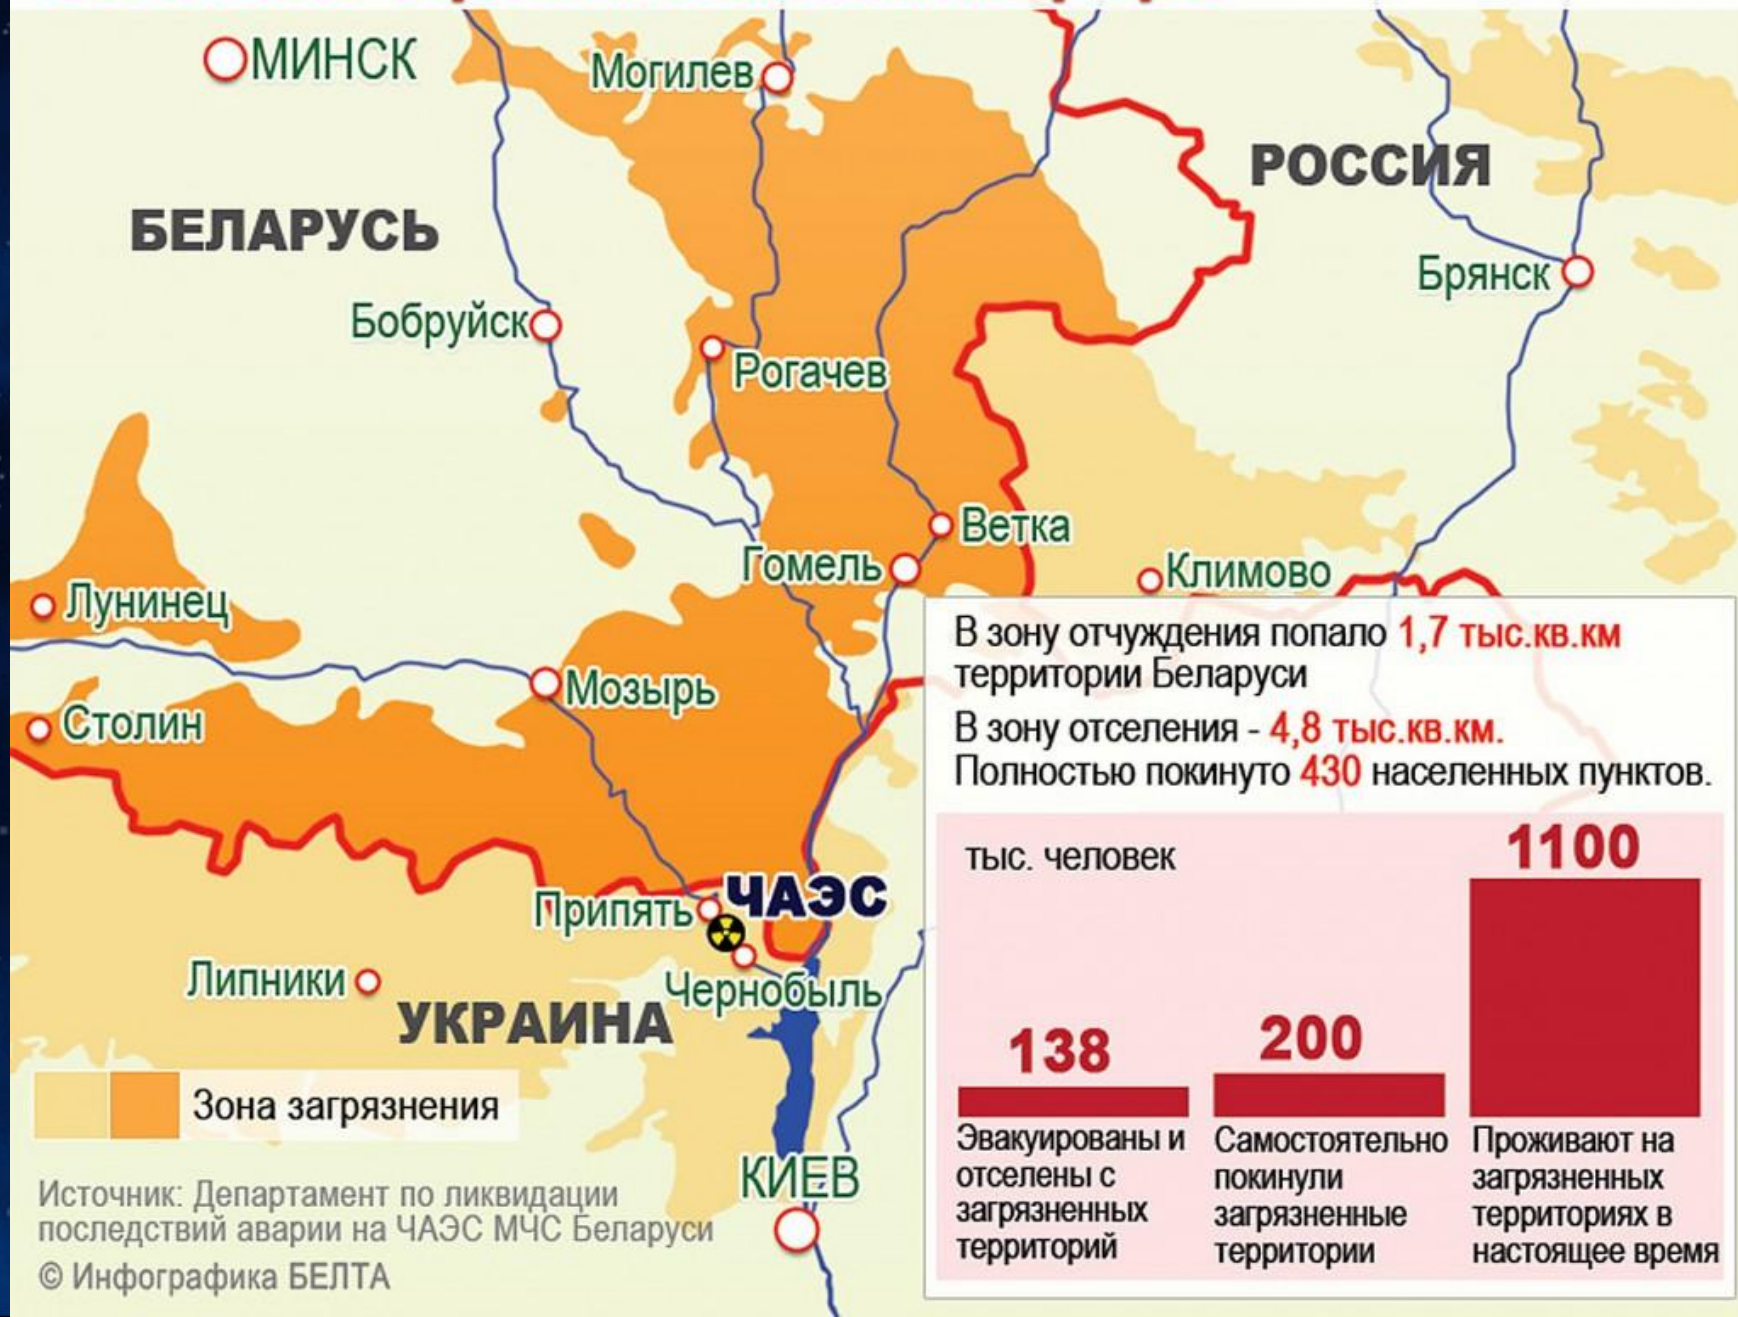 МИНСК
Могилев
РОССИЯ
БЕЛАРУСЬ
Брянск
Бобруйск
Рогачев
Ветка
Гомель
Климово
Лунинец
Мозырь
Столин
ЧАЭС
Припять
Липники
Чернобыль
УКРАИНА
КИЕВ
Зона загрязнения
Источник: Департамент по ликвидации
последствий аварии на ЧАЭС МЧС Беларуси
© Инфографика БЕЛТА
В зону отчуждения попало 1,7 тыс.кв.км
территории Беларуси
В зону отселения - 4,8 тыс.кв.км.
Полностью покинуто 430 населенных пунктов.
тыс. человек
138
Эвакуированы и
отселены с
загрязненных
территорий
200
Самостоятельно
покинули
загрязненные
территории
1100
Проживают на
загрязненных
территориях в
настоящее время